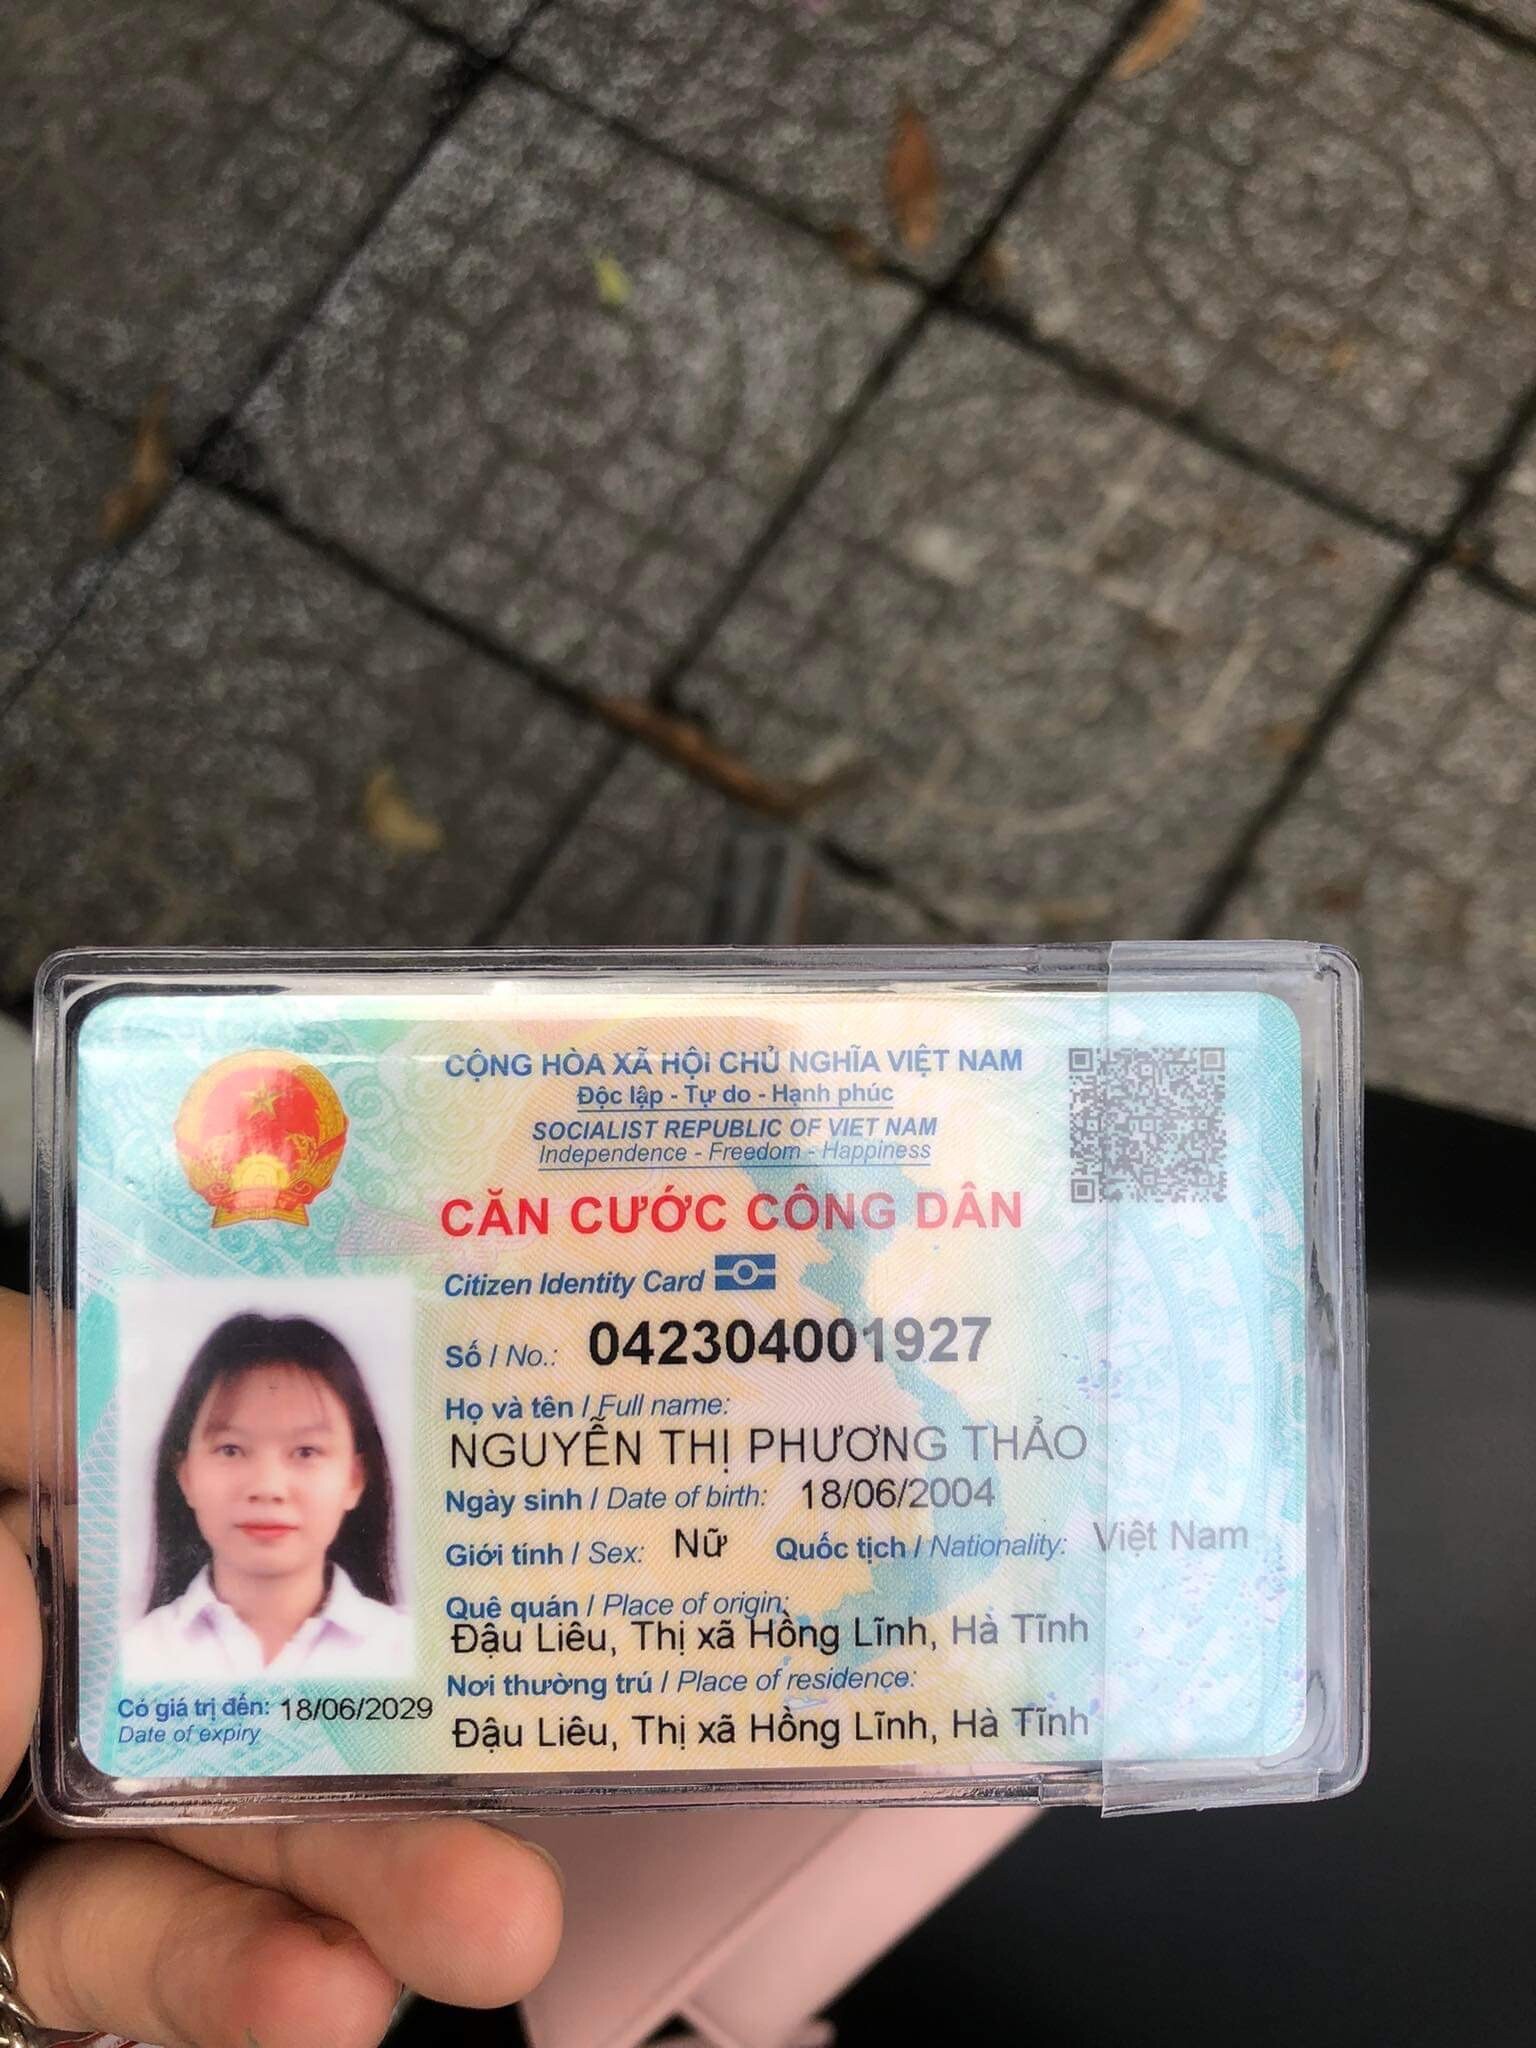 CỘNG HÒA XÃ HỘI CHỦ NGHĨA VIỆT NAM
Độc lập - Tự do - Hạnh phúc
SOCIALIST REPUBLIC OF VIET NAM
Independence - Freedom - Happiness
CĂN CƯỚC CÔNG DÂN
Citizen Identity Card
Số / No.: 042304001927
Họ và tên / Full name:
NGUYỄN THỊ PHƯƠNG THẢO
Ngày sinh / Date of birth: 18/06/2004
Giới tính / Sex: Nữ Quốc tịch / Nationality: Việt Nam
Quê quán / Place of origin:
Đậu Liêu, Thị xã Hồng Lĩnh, Hà Tĩnh
Nơi thường trú / Place of residence:
Đậu Liêu, Thị xã Hồng Lĩnh, Hà Tĩnh
Có giá trị đến: 18/06/2029
Date of expiry